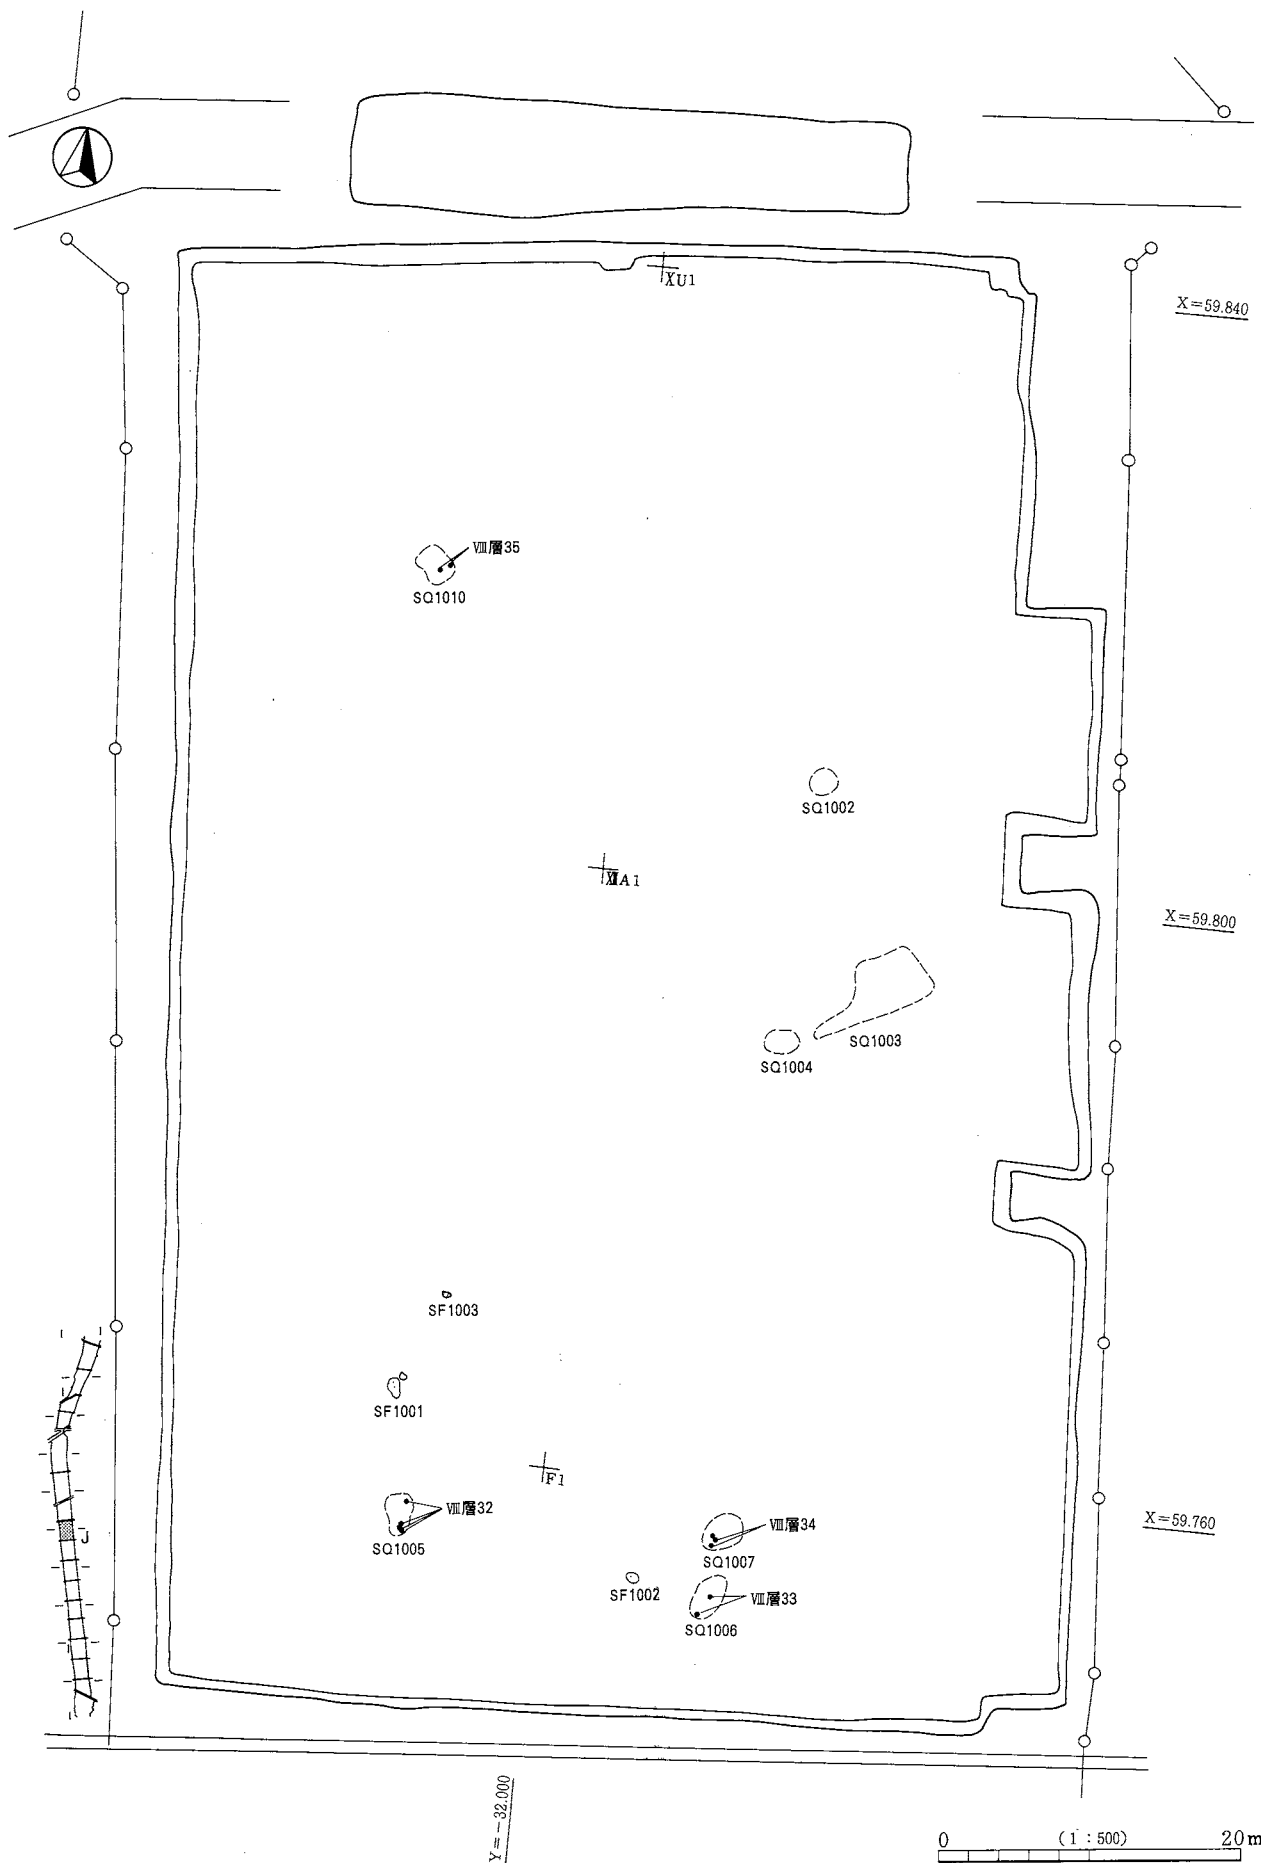 XU1
X=59.840
Ⅷ層35
SQ1010
SQ1002
ⅫA1
X=59.800
SQ1003
SQ1004
SF1003
SF1001
F1
Ⅷ層32
SQ1005
Ⅷ層34
SQ1007
X=59.760
J
SF1002
Ⅷ層33
SQ1006
Y=-32.000
0 (1:500) 20m